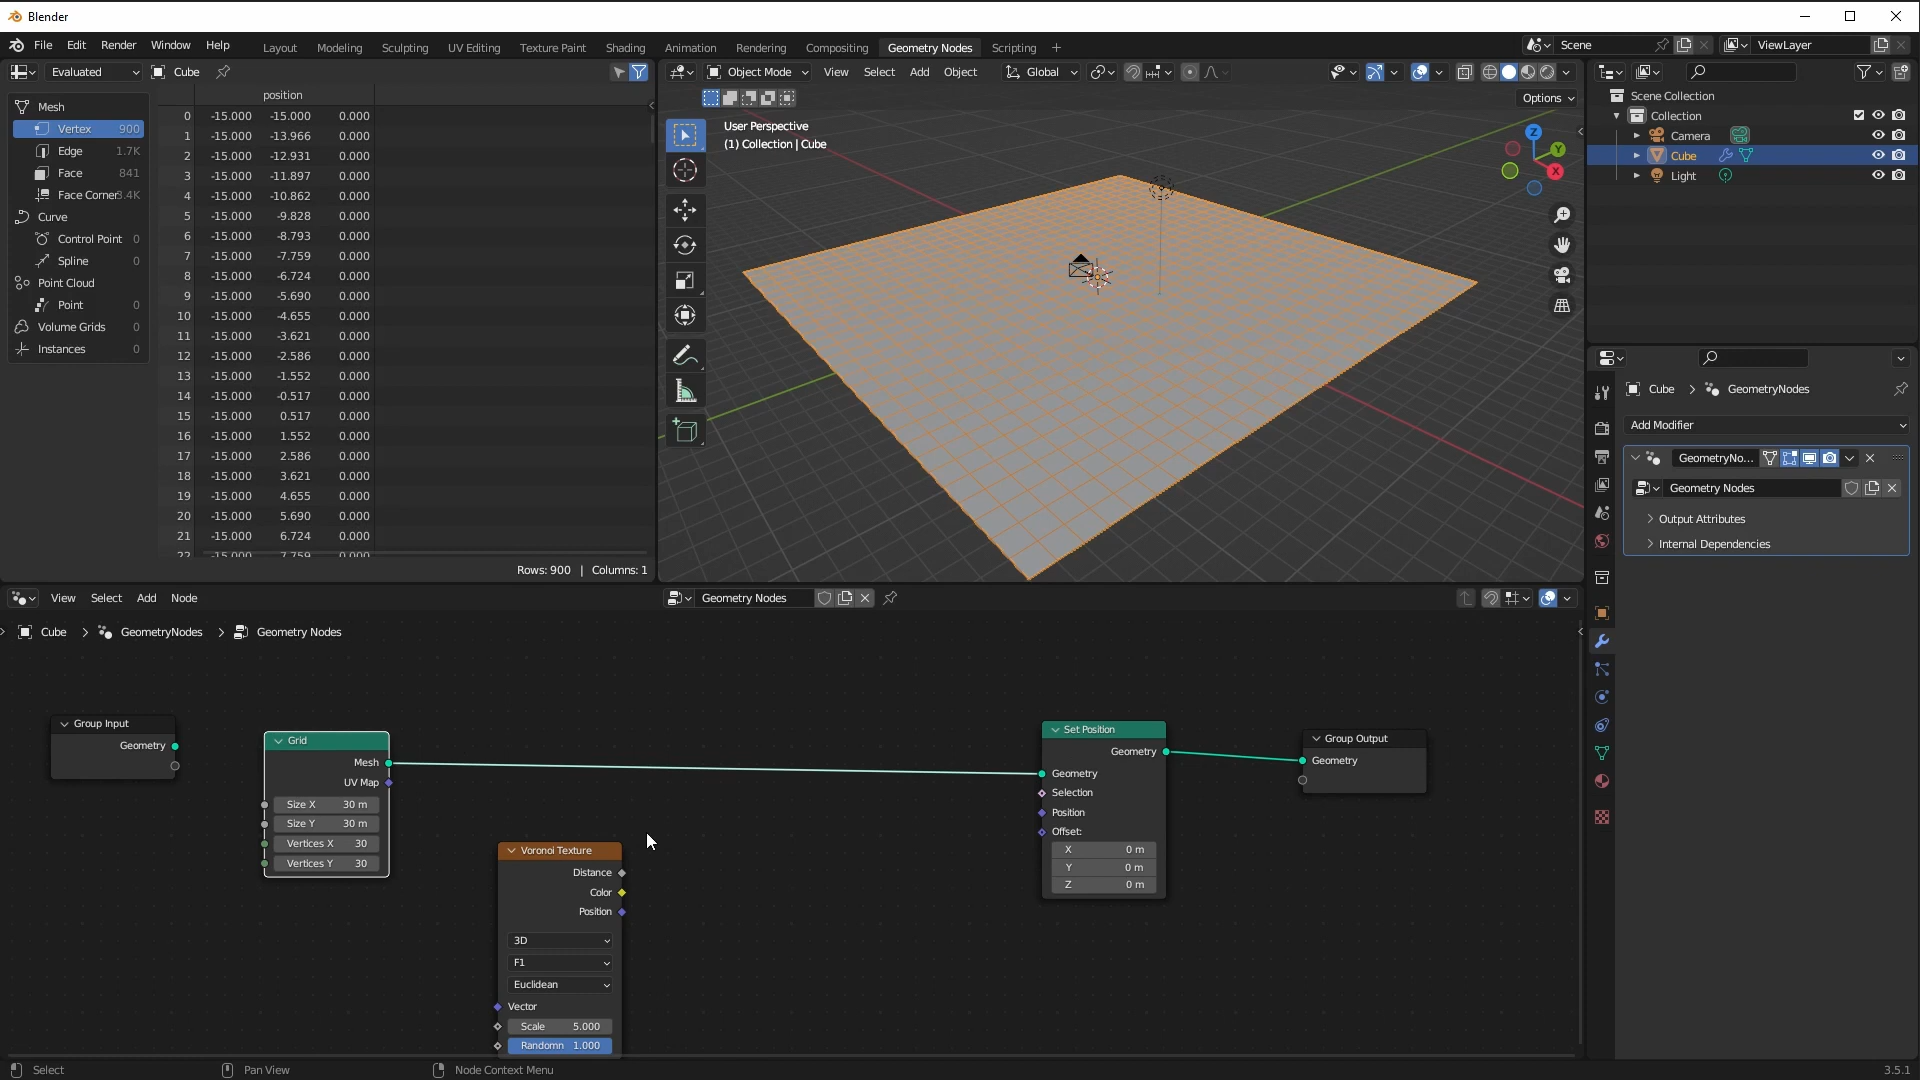 Blender
File Edit Render Window Help
Layout Modeling Sculpting UV Editing Texture Paint Shading Animation Rendering Compositing Geometry Nodes Scripting
Scene
ViewLayer
Evaluated
Cube
Object Mode
View Select Add Object
Global
Options
position
Mesh
Vertex 900
Edge 1.7K
Face 841
Face Corner 3.4K
Curve
Control Point 0
Spline 0
Point Cloud
Point 0
Volume Grids 0
Instances 0
0 -15.000 -15.000 0.000
1 -15.000 -13.966 0.000
2 -15.000 -12.931 0.000
3 -15.000 -11.897 0.000
4 -15.000 -10.862 0.000
5 -15.000 -9.828 0.000
6 -15.000 -8.793 0.000
7 -15.000 -7.759 0.000
8 -15.000 -6.724 0.000
9 -15.000 -5.690 0.000
10 -15.000 -4.655 0.000
11 -15.000 -3.621 0.000
12 -15.000 -2.586 0.000
13 -15.000 -1.552 0.000
14 -15.000 -0.517 0.000
15 -15.000 0.517 0.000
16 -15.000 1.552 0.000
17 -15.000 2.586 0.000
18 -15.000 3.621 0.000
19 -15.000 4.655 0.000
20 -15.000 5.690 0.000
21 -15.000 6.724 0.000
22 -15.000 7.759 0.000
Rows: 900 | Columns: 1
User Perspective
(1) Collection | Cube
Z
Y
X
Scene Collection
Collection
Camera
Cube
Light
Cube > GeometryNodes
Add Modifier
GeometryNo...
Geometry Nodes
Output Attributes
Internal Dependencies
View Select Add Node
Geometry Nodes
Cube > GeometryNodes > Geometry Nodes
Group Input
Geometry
Grid
Mesh
UV Map
Size X 30 m
Size Y 30 m
Vertices X 30
Vertices Y 30
Voronoi Texture
Distance
Color
Position
3D
F1
Euclidean
Vector
Scale 5.000
Randomn 1.000
Set Position
Geometry
Geometry
Selection
Position
Offset:
X 0 m
Y 0 m
Z 0 m
Group Output
Geometry
Select
Pan View
Node Context Menu
3.5.1